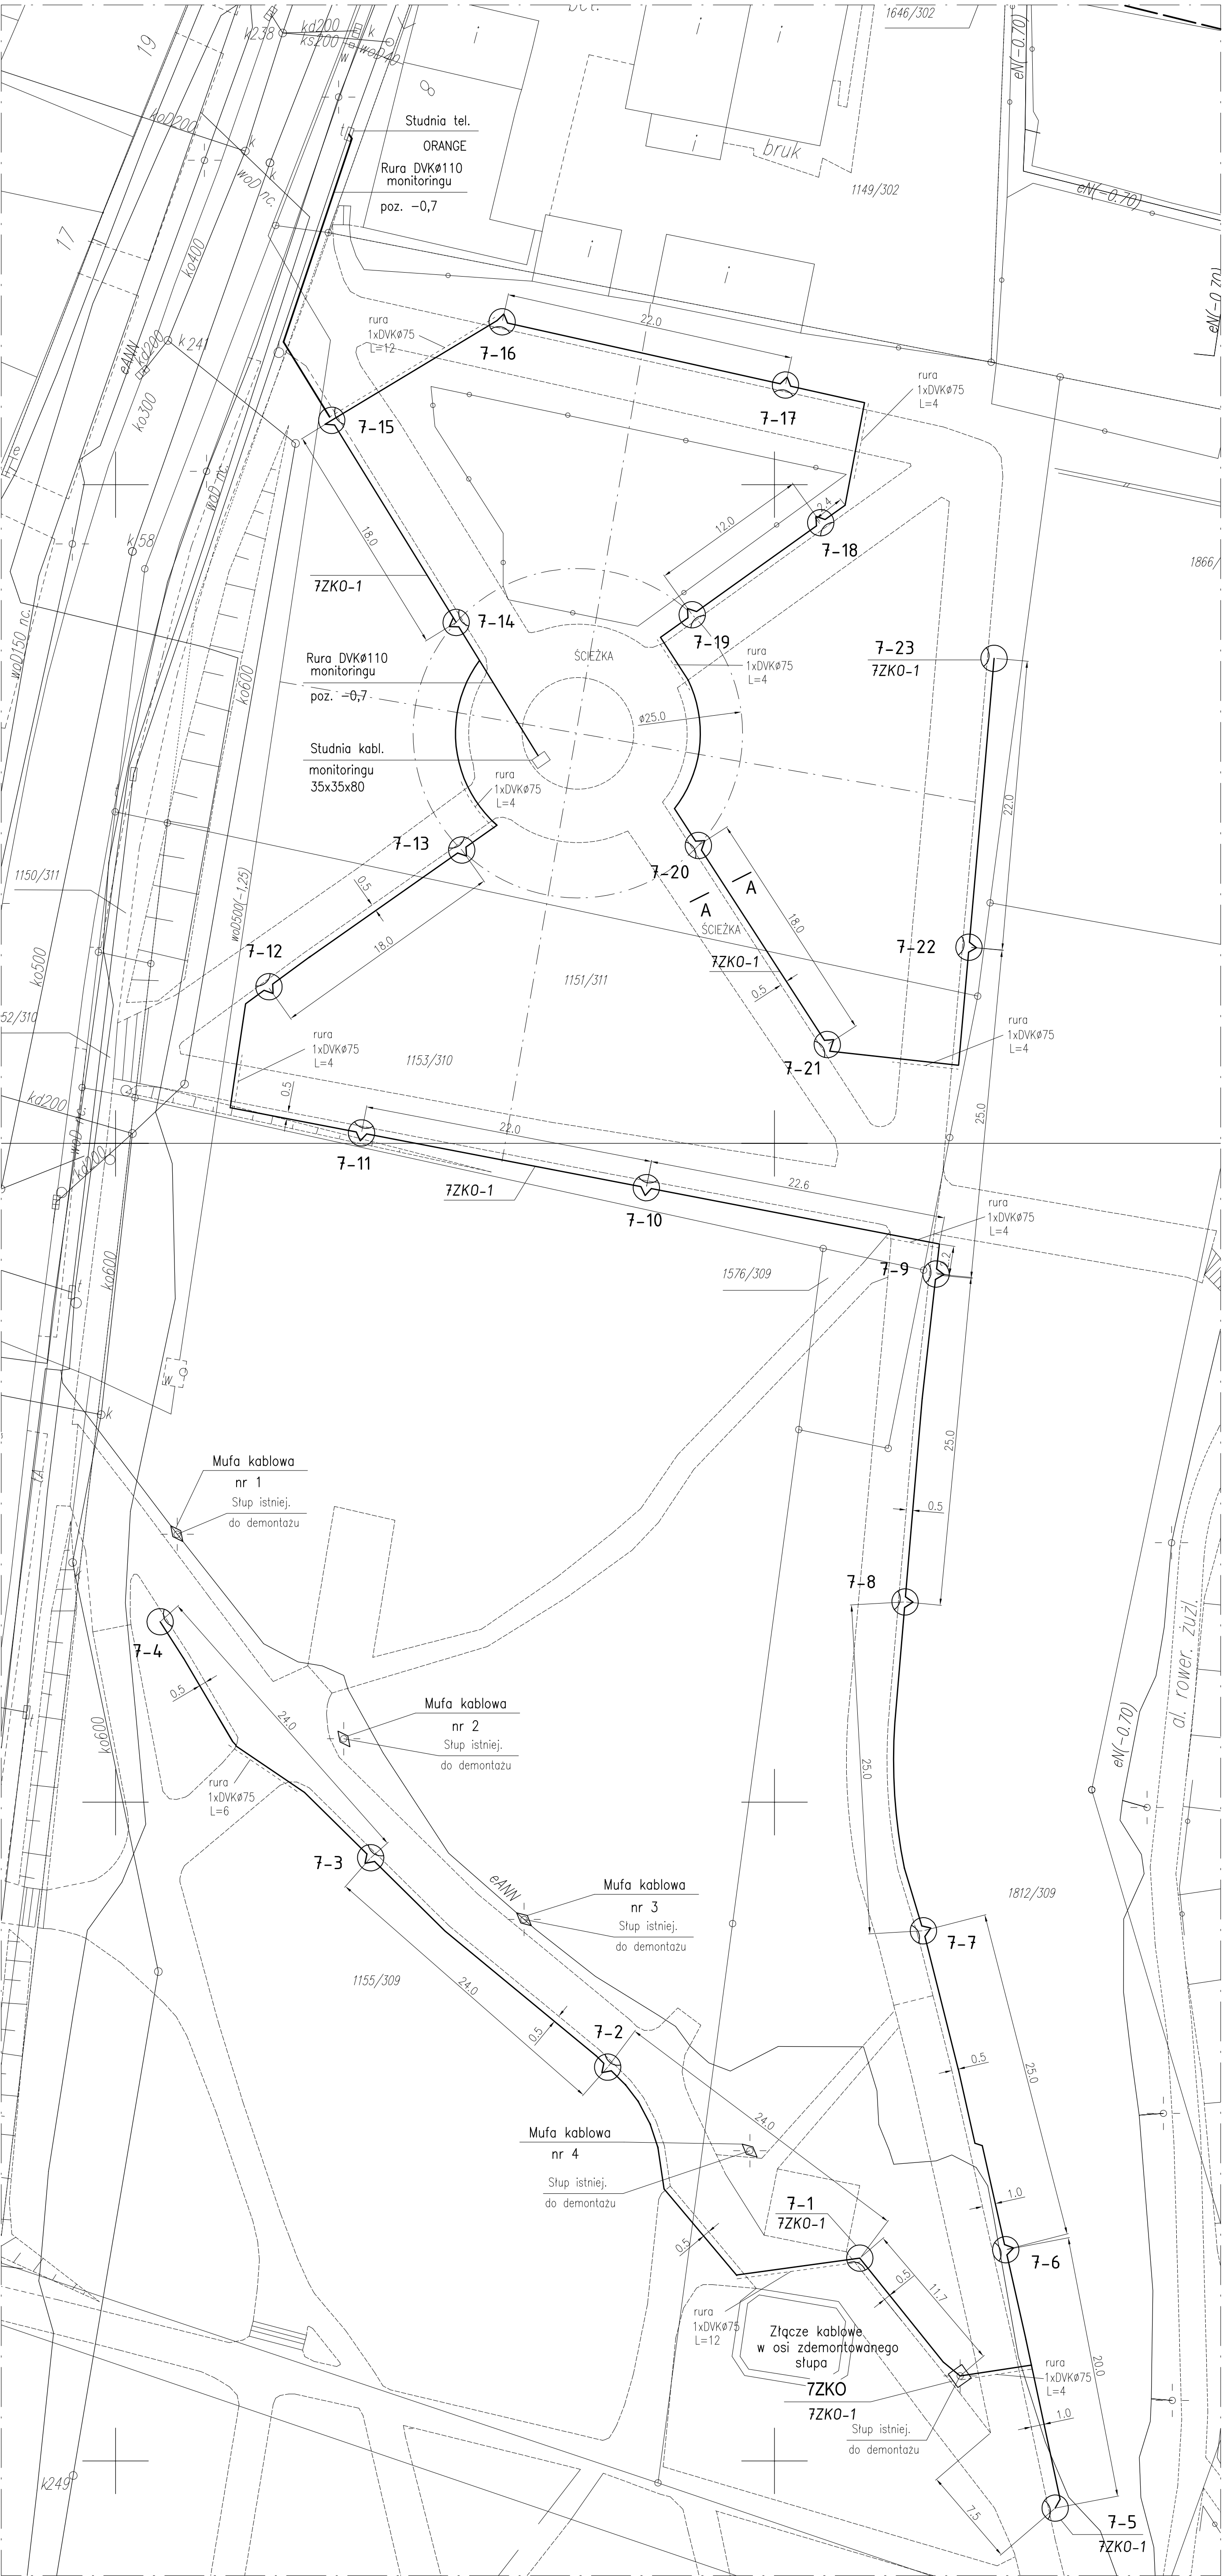 1646/302
kd200
k
k238
ks200
woD40
w
eN(-0.70)
19
8
i
i
i
Studnia tel.
ORANGE
t
koD200
k
bruk
Rura DVKø110
monitoringu
poz. -0,7
k
woD nc.
1149/302
eN(-0.70)
17
i
i
ko400
eN(-0.70)
rura
1xDVKø75
L=12
22.0
7-16
kd200
k241
eANN
ko300
7-17
rura
1xDVKø75
L=4
7-15
e
woD nc.
18.0
12.0
2.4
7-18
k58
1866/
7ZKO-1
7-14
7-19
woD150 nc.
7-23
7ZKO-1
ŚCIEŻKA
rura
1xDVKø75
L=4
Rura DVKø110
monitoringu
poz. -0,7
ko600
ø25.0
Studnia kabl.
monitoringu
35x35x80
rura
1xDVKø75
L=4
22.0
7-13
7-20
A
1150/311
0.5
woD500(-1,25)
A
ŚCIEŻKA
18.0
18.0
7-22
7-12
7ZKO-1
ko500
1151/311
0.5
52/310
rura
1xDVKø75
L=4
rura
1xDVKø75
L=4
1153/310
7-21
0.5
25.0
kd200
22.0
7-11
22.6
7ZKO-1
7-10
rura
1xDVKø75
L=4
ko600
7-9
1576/309
t
w
k
25.0
Mufa kablowa
nr 1
Słup istniej.
do demontażu
tA
0.5
7-8
7-4
al. rower. żużl.
0.5
Mufa kablowa
nr 2
Słup istniej.
do demontażu
24.0
eN(-0.70)
ko600
t
rura
1xDVKø75
L=6
25.0
7-3
eANN
Mufa kablowa
nr 3
Słup istniej.
do demontażu
1812/309
7-7
1155/309
24.0
0.5
7-2
0.5
25.0
24.0
Mufa kablowa
nr 4
Słup istniej.
do demontażu
7-1
7ZKO-1
1.0
0.5
7-6
0.5
11.7
rura
1xDVKø75
L=12
Złącze kablowe
w osi zdemontowanego
słupa
7ZKO
7ZKO-1
rura
1xDVKø75
L=4
20.0
Słup istniej.
do demontażu
1.0
k249
7.5
7-5
7ZKO-1